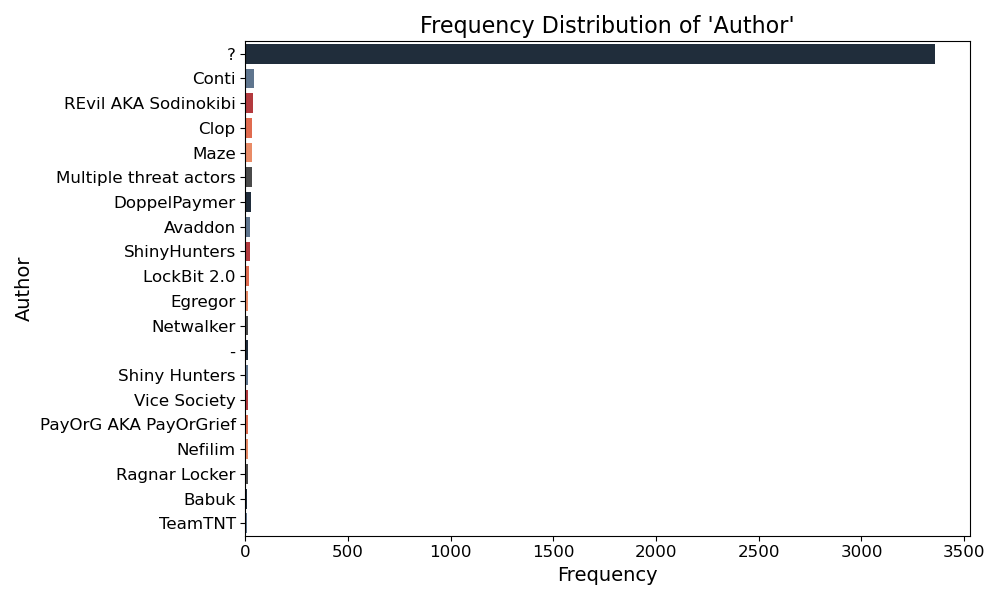 Frequency Distribution of 'Author'
?
Conti
REvil AKA Sodinokibi
Clop
Maze
Multiple threat actors
DoppelPaymer
Avaddon
ShinyHunters
LockBit 2.0
Egregor
Netwalker
-
Shiny Hunters
Vice Society
PayOrG AKA PayOrGrief
Nefilim
Ragnar Locker
Babuk
TeamTNT
Author
0 500 1000 1500 2000 2500 3000 3500
Frequency